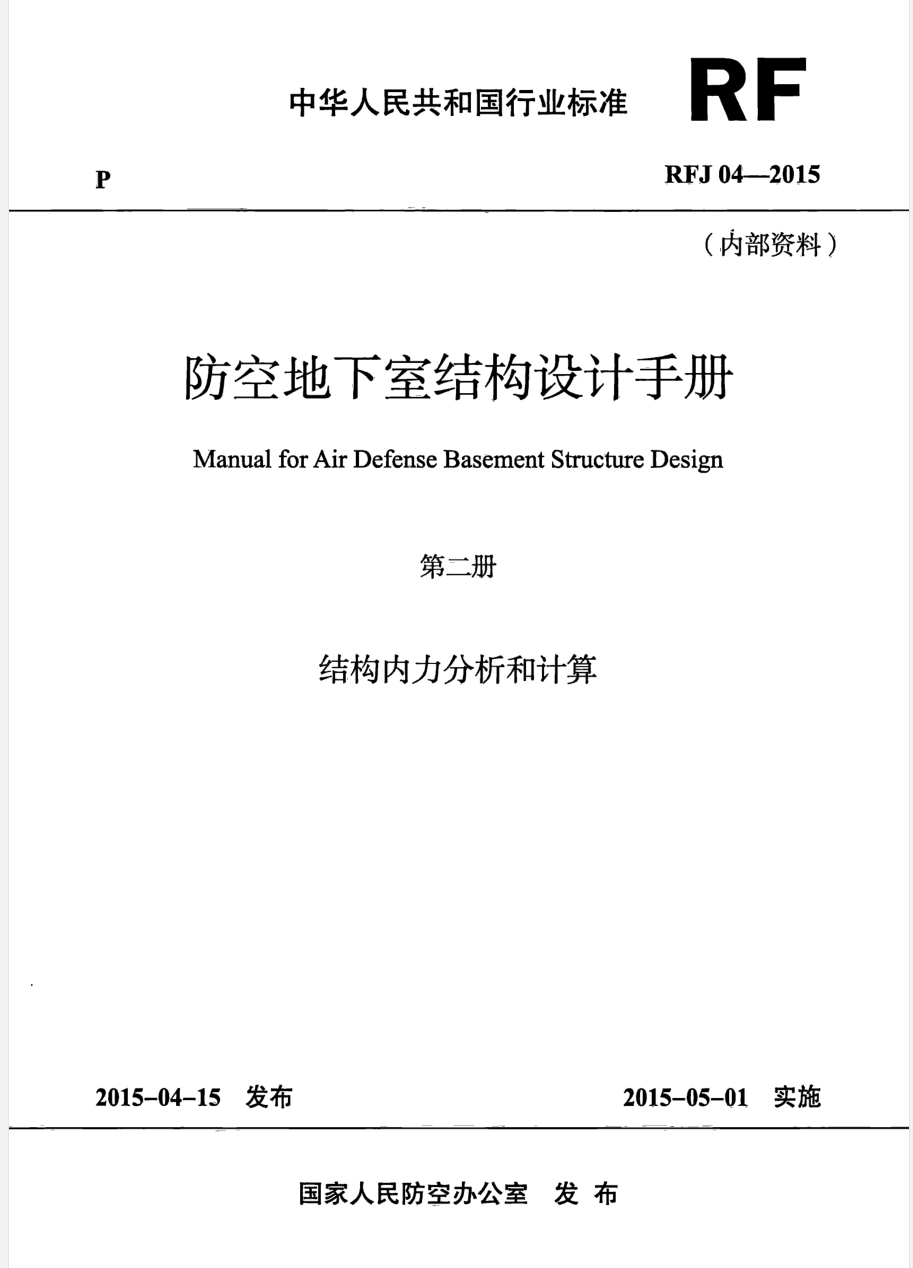 中华人民共和国行业标准
RF
P
RFJ 04—2015
（内部资料）
防空地下室结构设计手册
Manual for Air Defense Basement Structure Design
第二册
结构内力分析和计算
2015-04-15 发布
2015-05-01 实施
国家人民防空办公室 发布